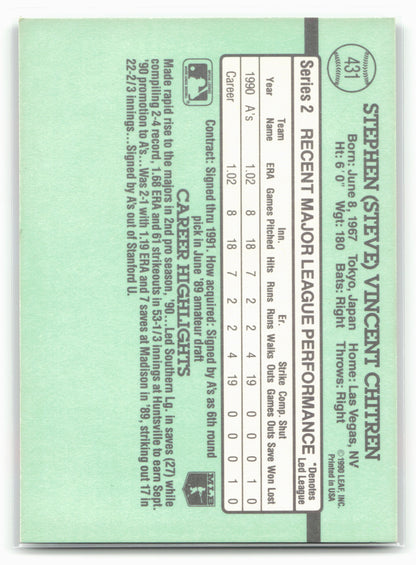 431
STEPHEN (STEVE) VINCENT CHITREN
Born: June 8, 1967 Tokyo, Japan Home: Las Vegas, NV
Ht: 6'0" Wgt: 180 Bats: Right Throws: Right
©1990 LEAF, INC.
Printed in USA
Series 2 RECENT MAJOR LEAGUE PERFORMANCE *Denotes Led League
Team Inn. Er. Strike Comp. Shut
Year Name ERA Games Pitched Hits Runs Runs Walks Outs Games Outs Save Won Lost
1990 A's 1.02 8 18 7 2 2 4 19 0 0 0 1 0
Career 1.02 8 18 7 2 2 4 19 0 0 0 1 0
Contract: Signed thru 1991. How acquired: Signed by A's as 6th round
pick in June '89 amateur draft
CAREER HIGHLIGHTS
MLB
Made rapid rise to the majors in 2nd pro season, '90...Led Southern Lg. in saves (27) while
compiling 2-4 record, 1.68 ERA and 61 strikeouts in 53-1/3 innings at Huntsville to earn Sept.
'90 promotion to A's...Was 2-1 with 1.19 ERA and 7 saves at Madison in '89, striking out 17 in
22-2/3 innings...Signed by A's out of Stanford U.